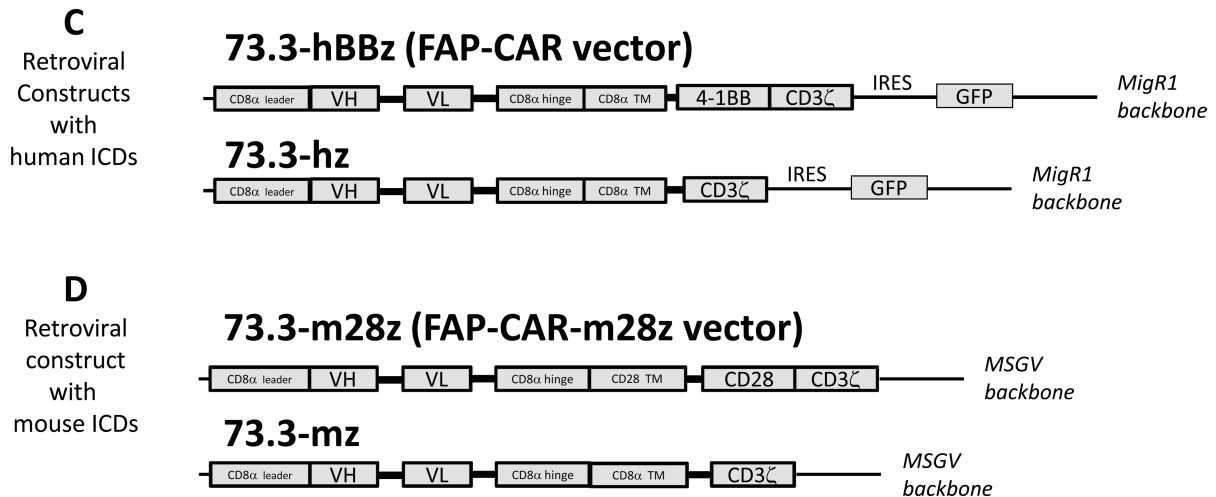 C
Retroviral
Constructs
with
human ICDs
73.3-hBBz (FAP-CAR vector)
CD8α leader VH VL CD8α hinge CD8α TM 4-1BB CD3ζ IRES GFP
MigR1
backbone
73.3-hz
CD8α leader VH VL CD8α hinge CD8α TM CD3ζ IRES GFP
MigR1
backbone
D
Retroviral
construct
with
mouse ICDs
73.3-m28z (FAP-CAR-m28z vector)
CD8α leader VH VL CD8α hinge CD28 TM CD28 CD3ζ
MSGV
backbone
73.3-mz
CD8α leader VH VL CD8α hinge CD8α TM CD3ζ
MSGV
backbone